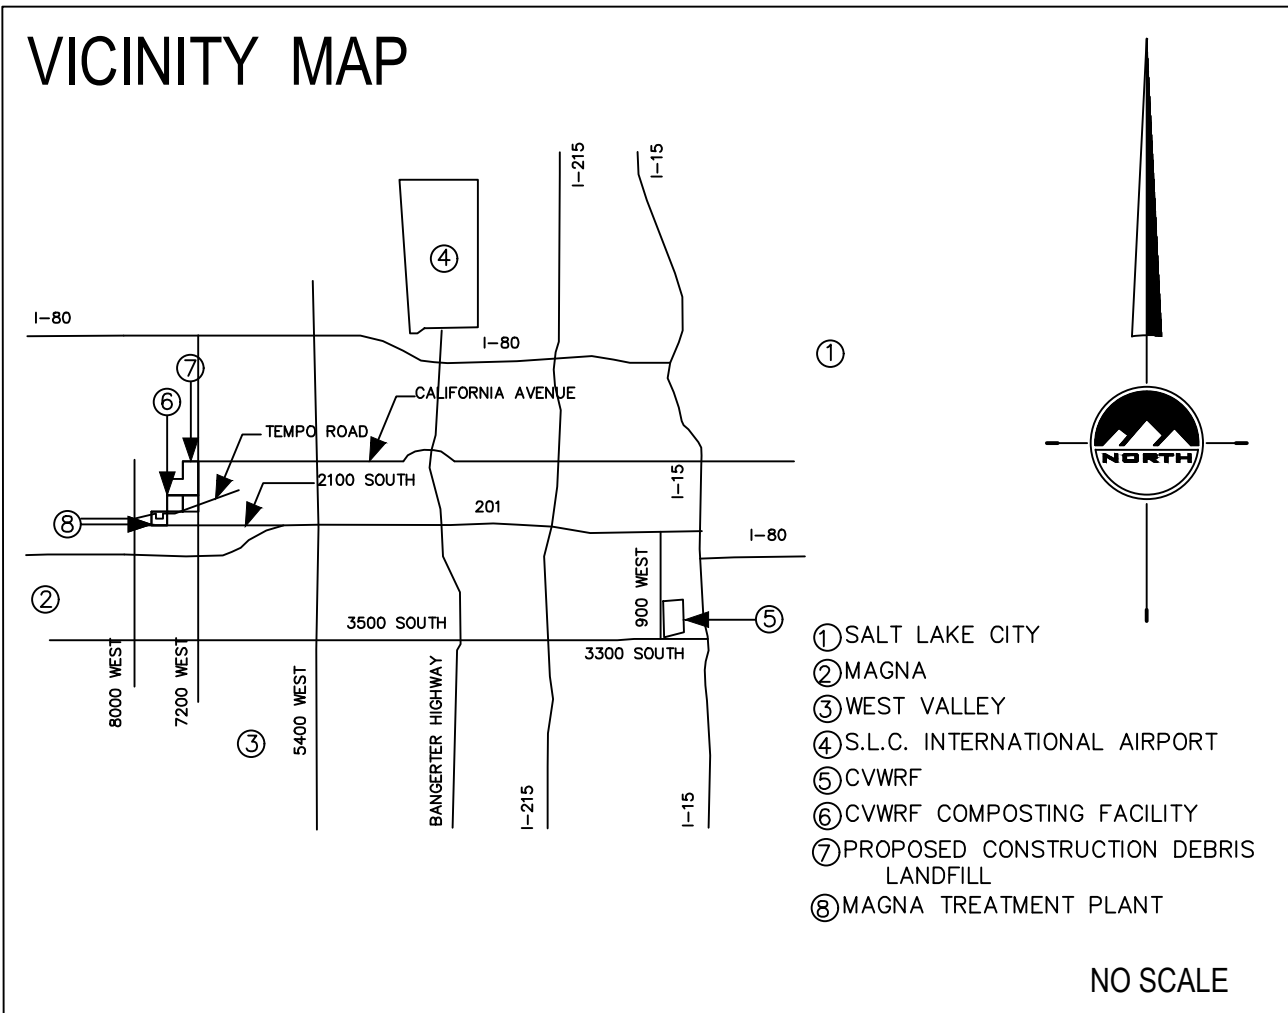 VICINITY MAP
I-215
I-15
4
I-80
I-80
1
7
6
CALIFORNIA AVENUE
TEMPO ROAD
2100 SOUTH
I-15
NORTH
201
8
I-80
900 WEST
2
3500 SOUTH
5
3300 SOUTH
8000 WEST
7200 WEST
5400 WEST
3
BANGERTER HIGHWAY
I-215
I-15
1 SALT LAKE CITY
2 MAGNA
3 WEST VALLEY
4 S.L.C. INTERNATIONAL AIRPORT
5 CVWRF
6 CVWRF COMPOSTING FACILITY
7 PROPOSED CONSTRUCTION DEBRIS
LANDFILL
8 MAGNA TREATMENT PLANT
NO SCALE